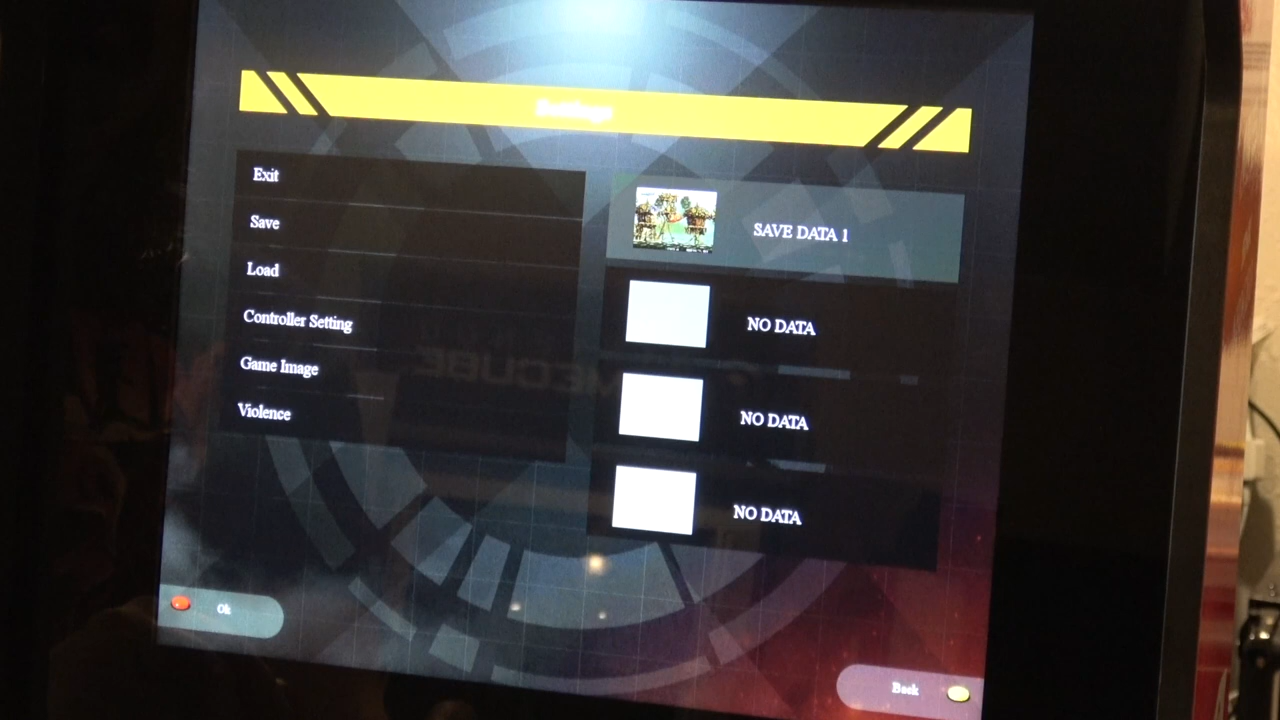 Settings
Exit
Save
Load
Controller Setting
Game Image
Violence
SAVE DATA 1
NO DATA
NO DATA
NO DATA
Ok
Back